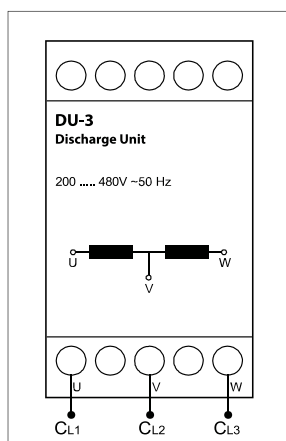 DU-3
Discharge Unit
200 ..... 480V ~50 Hz
U W
V
U V W
CL1 CL2 CL3